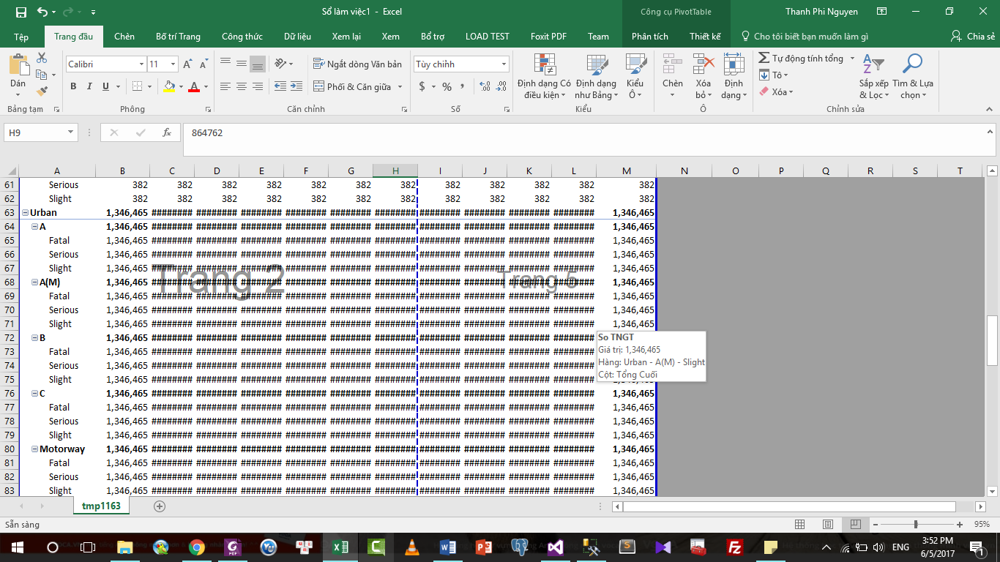 Sổ làm việc1 - Excel
Công cụ PivotTable
Thanh Phi Nguyen
Tệp Trang đầu Chèn Bố trí Trang Công thức Dữ liệu Xem lại Xem Bổ trợ LOAD TEST Foxit PDF Team Phân tích Thiết kế Cho tôi biết bạn muốn làm gì Chia sẻ
Dán
Calibri 11
B I U
A A
Ngắt dòng Văn bản
Phối & Căn giữa
Tùy chỉnh
$ % ,
Định dạng Có điều kiện
Định dạng như Bảng
Kiểu Ô
Chèn
Xóa bỏ
Định dạng
Tự động tính tổng
Tô
Xóa
Sắp xếp & Lọc
Tìm & Lựa chọn
Bảng tạm Phông Căn chỉnh Số Kiểu Ô Chỉnh sửa
H9 fx 864762
A B C D E F G H I J K L M N O P Q R S T
61 Serious 382 382 382 382 382 382 382 382 382 382 382 382
62 Slight 382 382 382 382 382 382 382 382 382 382 382 382
63 Urban 1,346,465 ######## ######## ######## ######## ######## ######## ######## ######## ######## ######## 1,346,465
64 A 1,346,465 ######## ######## ######## ######## ######## ######## ######## ######## ######## ######## 1,346,465
65 Fatal 1,346,465 ######## ######## ######## ######## ######## ######## ######## ######## ######## ######## 1,346,465
66 Serious 1,346,465 ######## ######## ######## ######## ######## ######## ######## ######## ######## ######## 1,346,465
67 Slight 1,346,465 ######## ######## ######## ######## ######## ######## ######## ######## ######## ######## 1,346,465
Trang 2 Trang 5
68 A(M) 1,346,465 ######## ######## ######## ######## ######## ######## ######## ######## ######## ######## 1,346,465
69 Fatal 1,346,465 ######## ######## ######## ######## ######## ######## ######## ######## ######## ######## 1,346,465
70 Serious 1,346,465 ######## ######## ######## ######## ######## ######## ######## ######## ######## ######## 1,346,465
71 Slight 1,346,465 ######## ######## ######## ######## ######## ######## ######## ######## ######## ######## 1,346,465
72 B 1,346,465 ######## ######## ######## ######## ######## ######## ######## ######## ######## ########
73 Fatal 1,346,465 ######## ######## ######## ######## ######## ######## ######## ######## ######## ########
74 Serious 1,346,465 ######## ######## ######## ######## ######## ######## ######## ######## ######## ########
75 Slight 1,346,465 ######## ######## ######## ######## ######## ######## ######## ######## ######## ########
So TNGT
Giá trị: 1,346,465
Hàng: Urban - A(M) - Slight
Cột: Tổng Cuối
76 C 1,346,465 ######## ######## ######## ######## ######## ######## ######## ######## ######## ######## 1,346,465
77 Fatal 1,346,465 ######## ######## ######## ######## ######## ######## ######## ######## ######## ######## 1,346,465
78 Serious 1,346,465 ######## ######## ######## ######## ######## ######## ######## ######## ######## ######## 1,346,465
79 Slight 1,346,465 ######## ######## ######## ######## ######## ######## ######## ######## ######## ######## 1,346,465
80 Motorway 1,346,465 ######## ######## ######## ######## ######## ######## ######## ######## ######## ######## 1,346,465
81 Fatal 1,346,465 ######## ######## ######## ######## ######## ######## ######## ######## ######## ######## 1,346,465
82 Serious 1,346,465 ######## ######## ######## ######## ######## ######## ######## ######## ######## ######## 1,346,465
83 Slight 1,346,465 ######## ######## ######## ######## ######## ######## ######## ######## ######## ######## 1,346,465
tmp1163
Sẵn sàng
95%
ENG
3:52 PM
6/5/2017